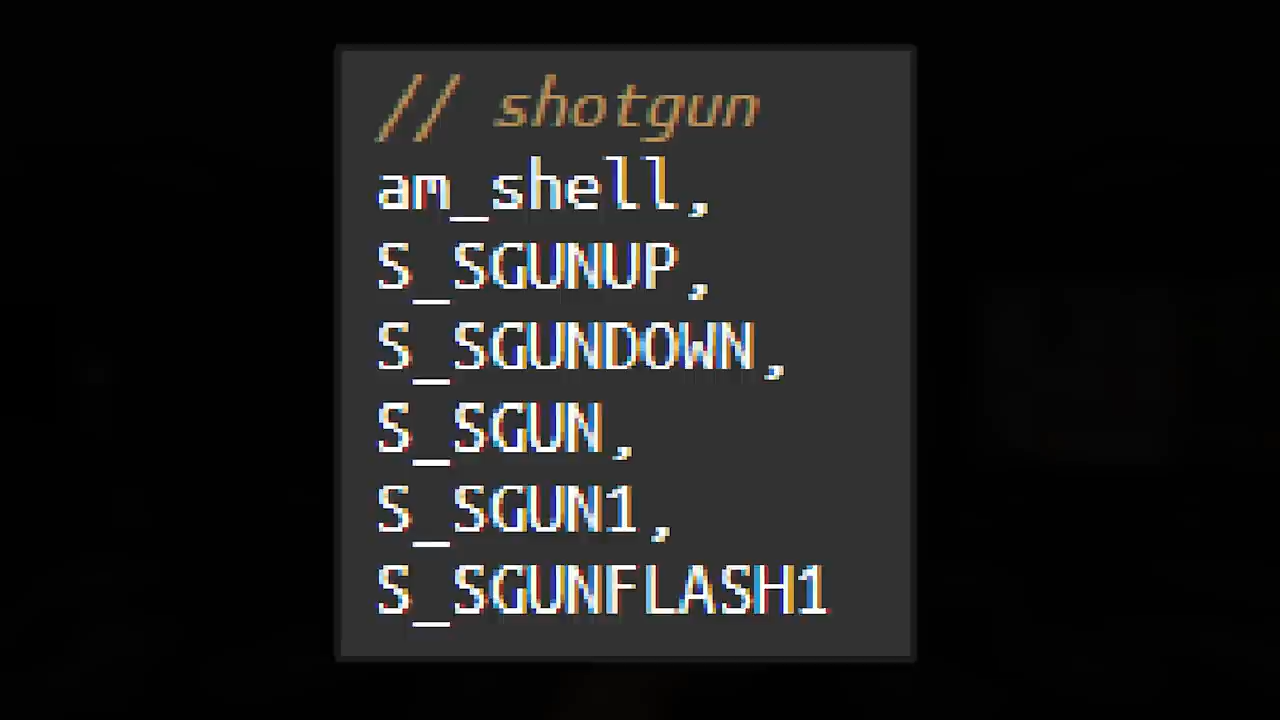 // shotgun
am_shell,
S_SGUNUP,
S_SGUNDOWN,
S_SGUN,
S_SGUN1,
S_SGUNFLASH1